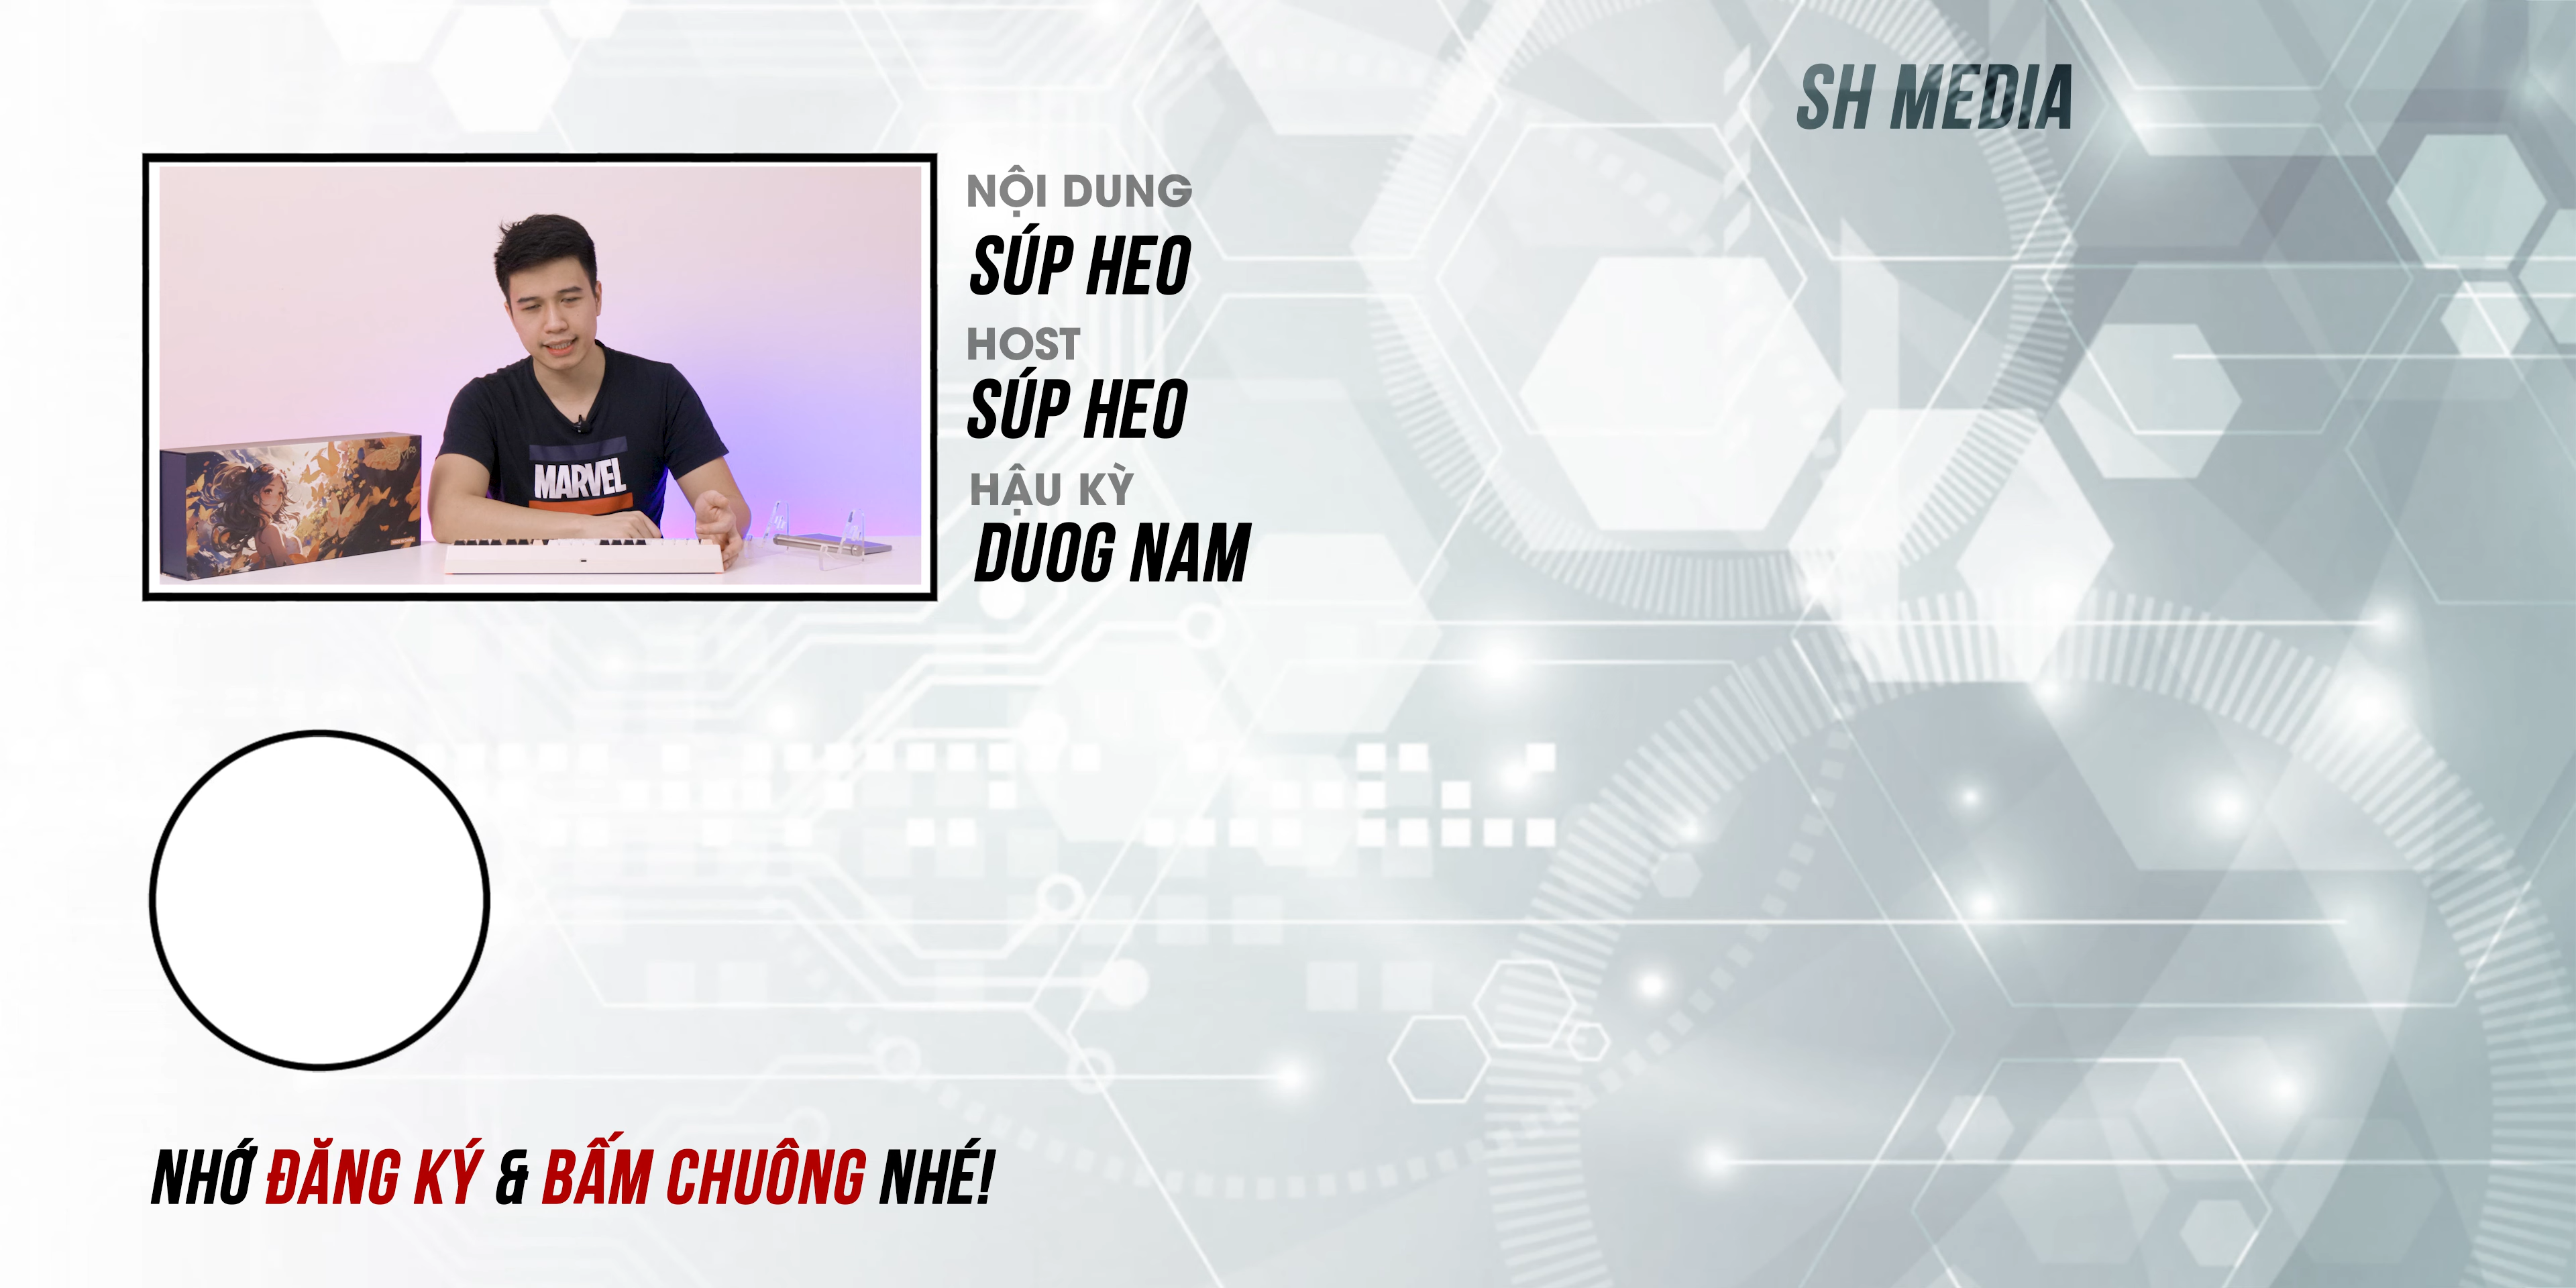 SH MEDIA
NỘI DUNG
SÚP HEO
HOST
SÚP HEO
HẬU KỲ
DUOG NAM
MARVEL
NHỚ ĐĂNG KÝ & BẤM CHUÔNG NHÉ!